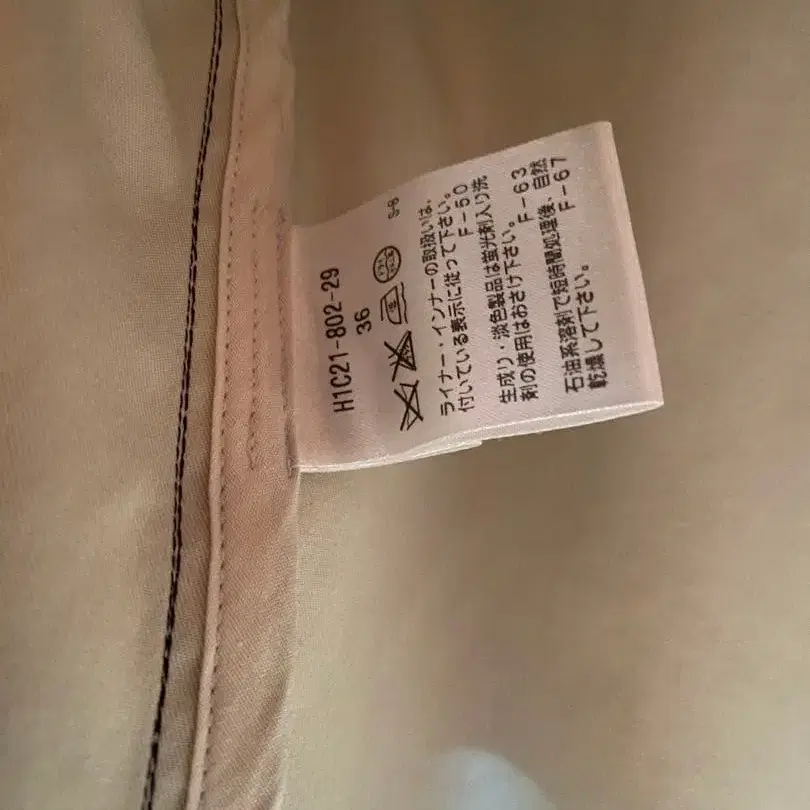 H1C21-802-29
36
S-8
ライナー・インナーの取扱いは、
付いている表示に従って下さい。
F-50
生成り・淡色製品は蛍光剤入り洗
剤の使用はおさけ下さい。
F-63
石油系溶剤で短時間処理後、自然
乾燥して下さい。
F-67